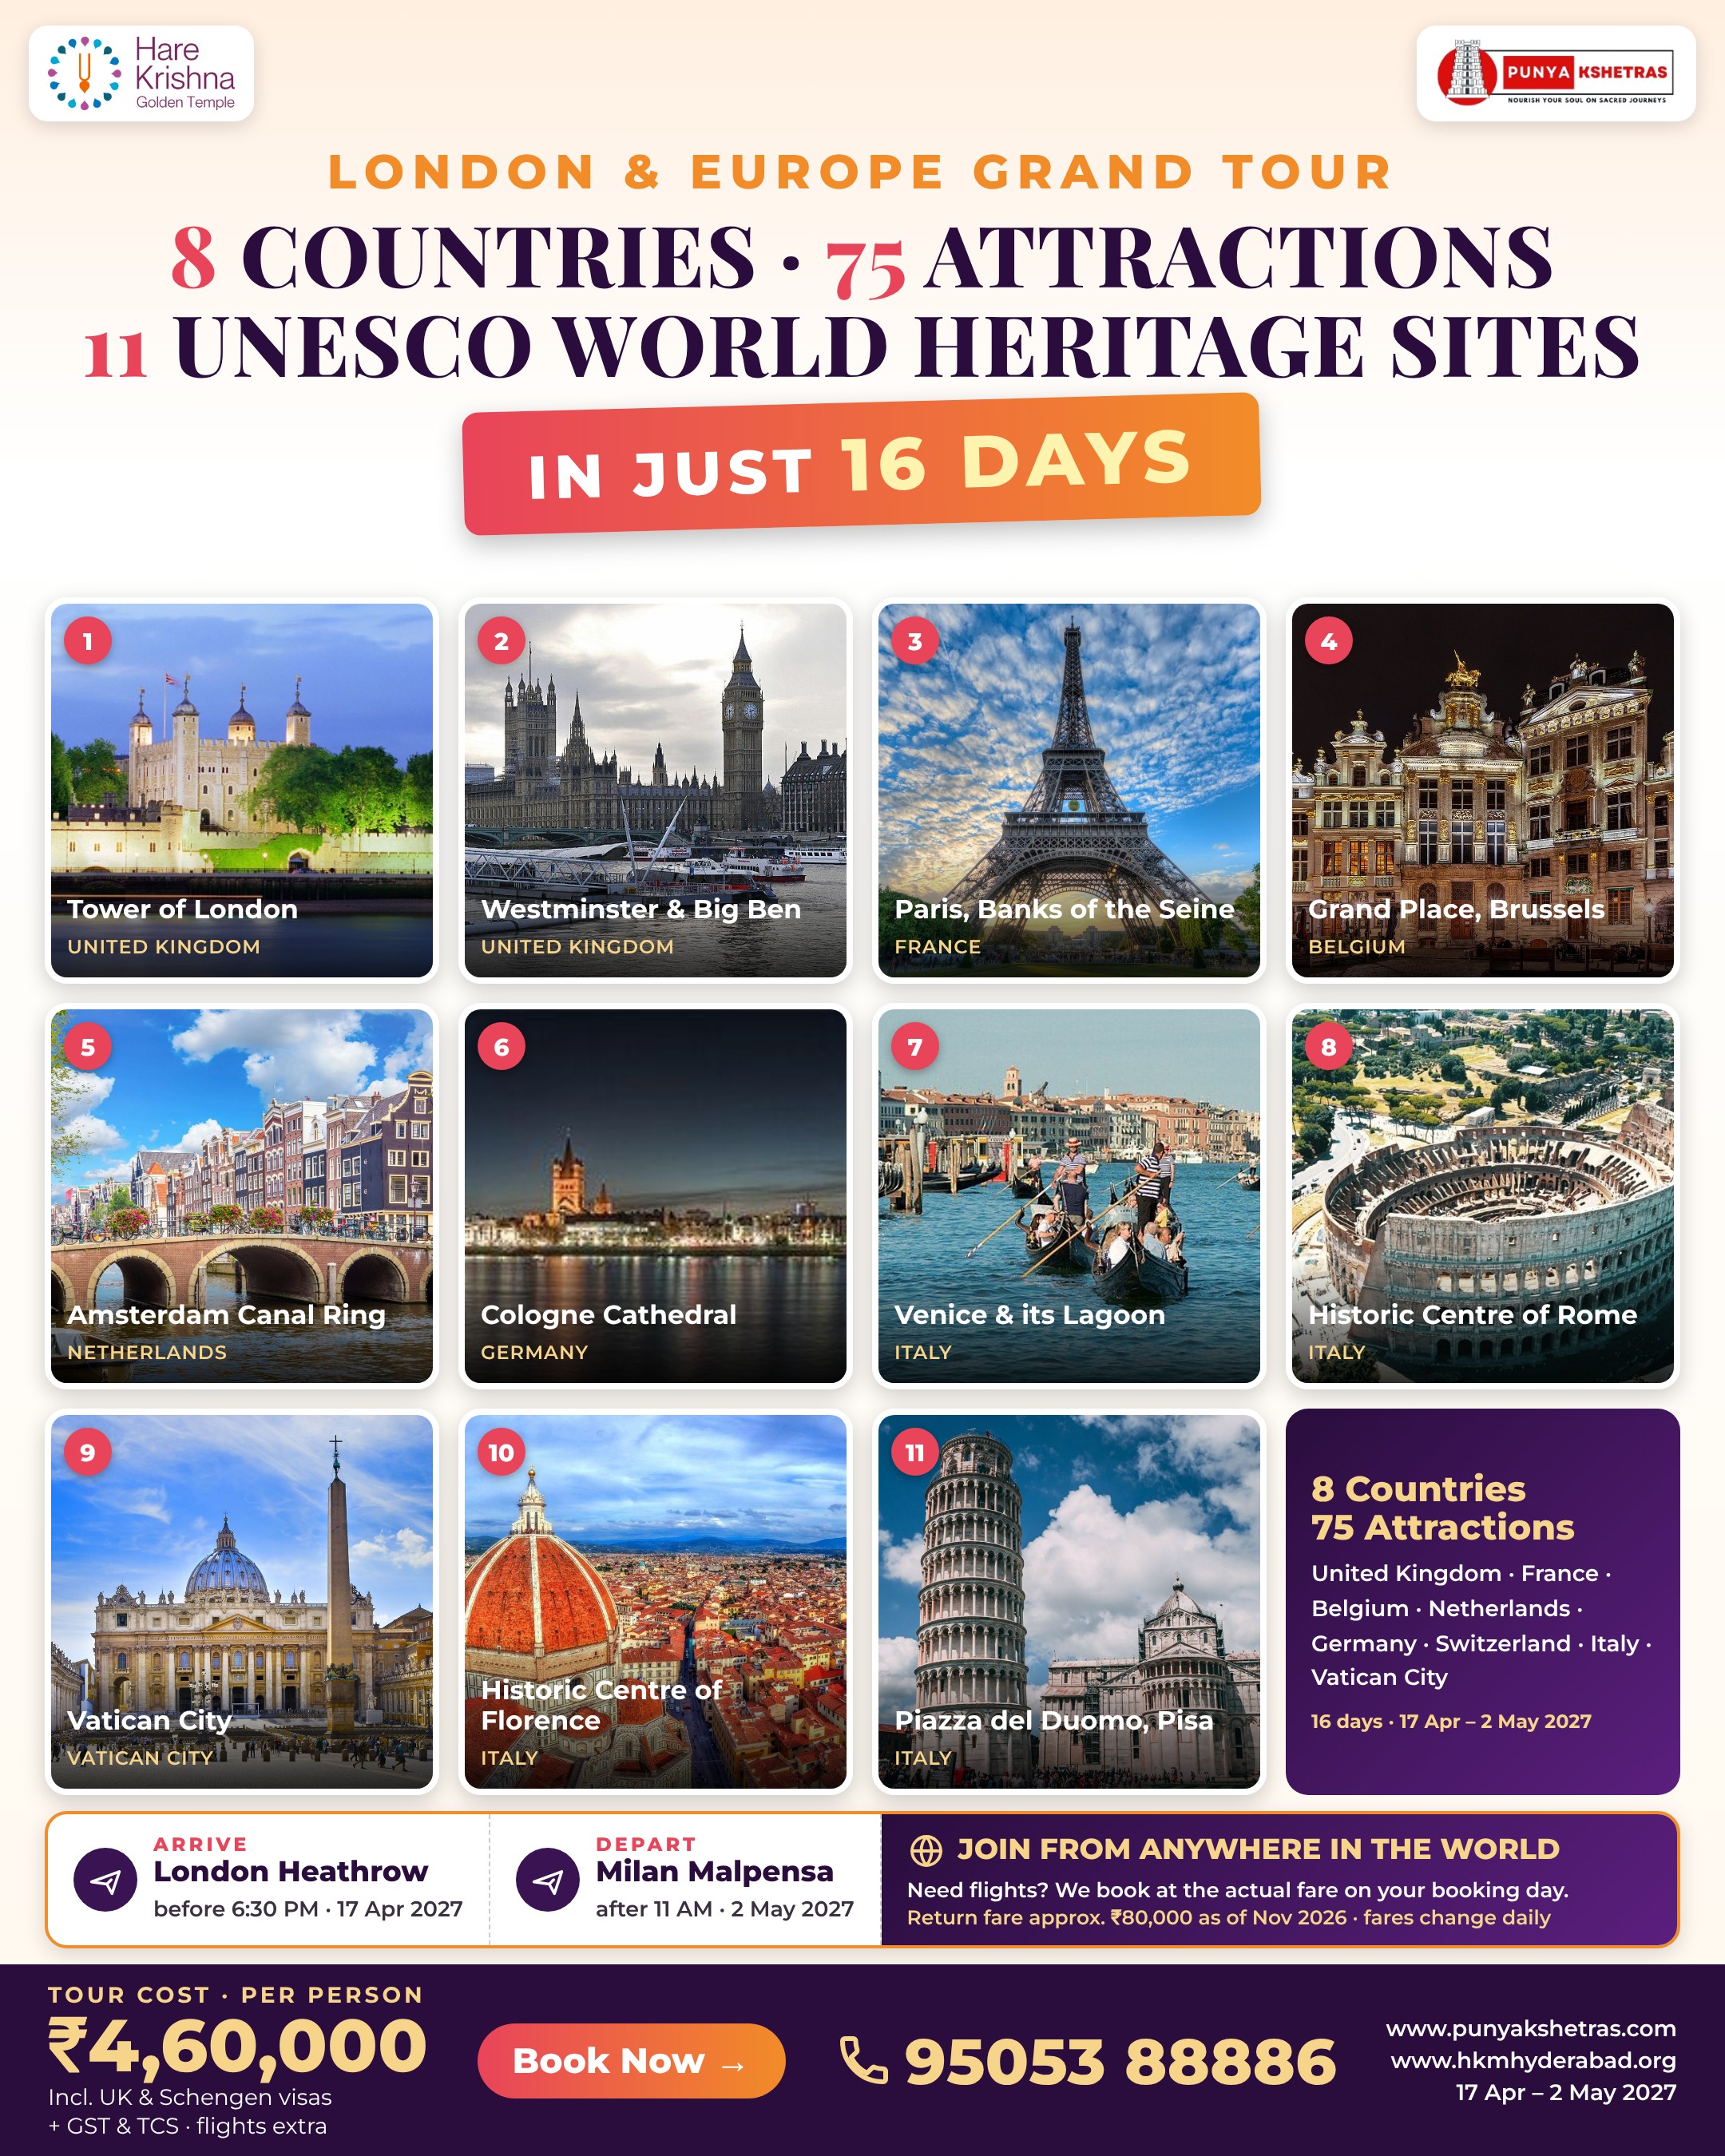 Hare
Krishna
Golden Temple
PUNYA KSHETRAS
NOURISH YOUR SOUL ON SACRED JOURNEYS
LONDON & EUROPE GRAND TOUR
8 COUNTRIES · 75 ATTRACTIONS
11 UNESCO WORLD HERITAGE SITES
IN JUST 16 DAYS
1
Tower of London
UNITED KINGDOM
2
Westminster & Big Ben
UNITED KINGDOM
3
Paris, Banks of the Seine
FRANCE
4
Grand Place, Brussels
BELGIUM
5
Amsterdam Canal Ring
NETHERLANDS
6
Cologne Cathedral
GERMANY
7
Venice & its Lagoon
ITALY
8
Historic Centre of Rome
ITALY
9
Vatican City
VATICAN CITY
10
Historic Centre of
Florence
ITALY
11
Piazza del Duomo, Pisa
ITALY
8 Countries
75 Attractions
United Kingdom · France ·
Belgium · Netherlands ·
Germany · Switzerland · Italy ·
Vatican City
16 days · 17 Apr – 2 May 2027
ARRIVE
London Heathrow
before 6:30 PM · 17 Apr 2027
DEPART
Milan Malpensa
after 11 AM · 2 May 2027
JOIN FROM ANYWHERE IN THE WORLD
Need flights? We book at the actual fare on your booking day.
Return fare approx. ₹80,000 as of Nov 2026 · fares change daily
TOUR COST · PER PERSON
₹4,60,000
Incl. UK & Schengen visas
+ GST & TCS · flights extra
Book Now →
95053 88886
www.punyakshetras.com
www.hkmhyderabad.org
17 Apr – 2 May 2027